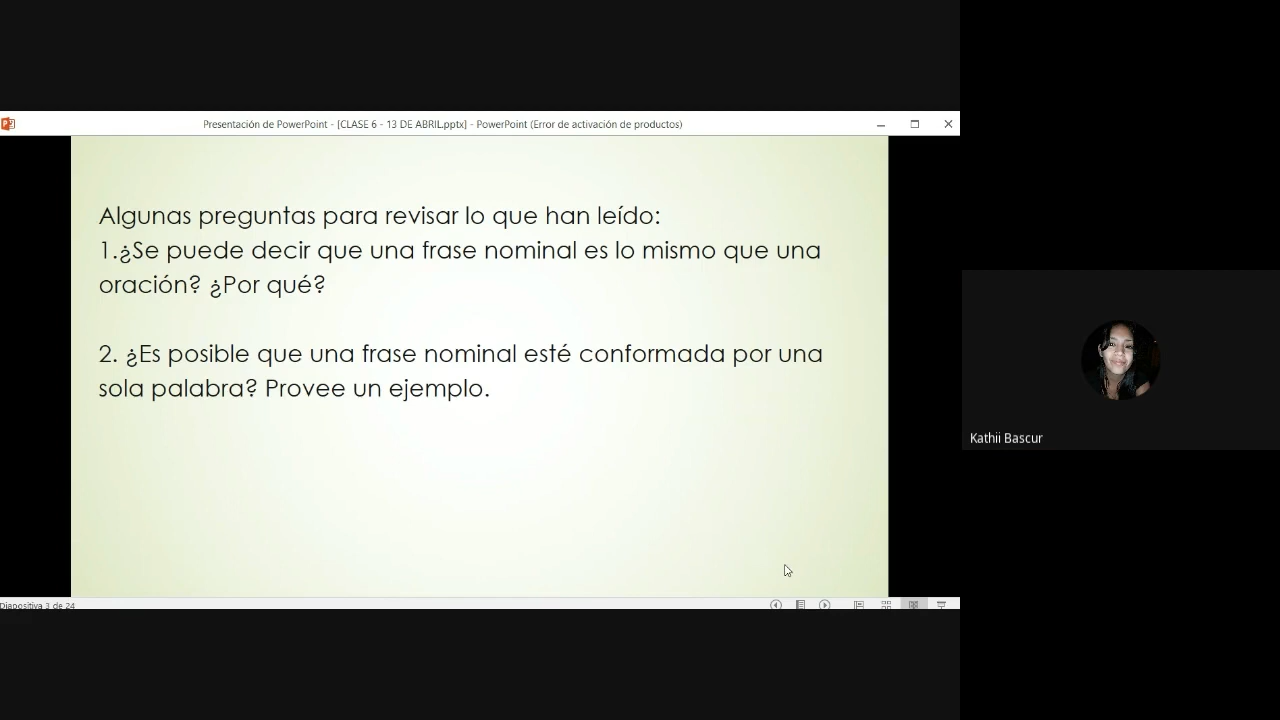 Presentación de PowerPoint - [CLASE 6 - 13 DE ABRIL.pptx] - PowerPoint (Error de activación de productos)
Algunas preguntas para revisar lo que han leído:
1.¿Se puede decir que una frase nominal es lo mismo que una
oración? ¿Por qué?
2. ¿Es posible que una frase nominal esté conformada por una
sola palabra? Provee un ejemplo.
Kathii Bascur
Diapositiva 3 de 24